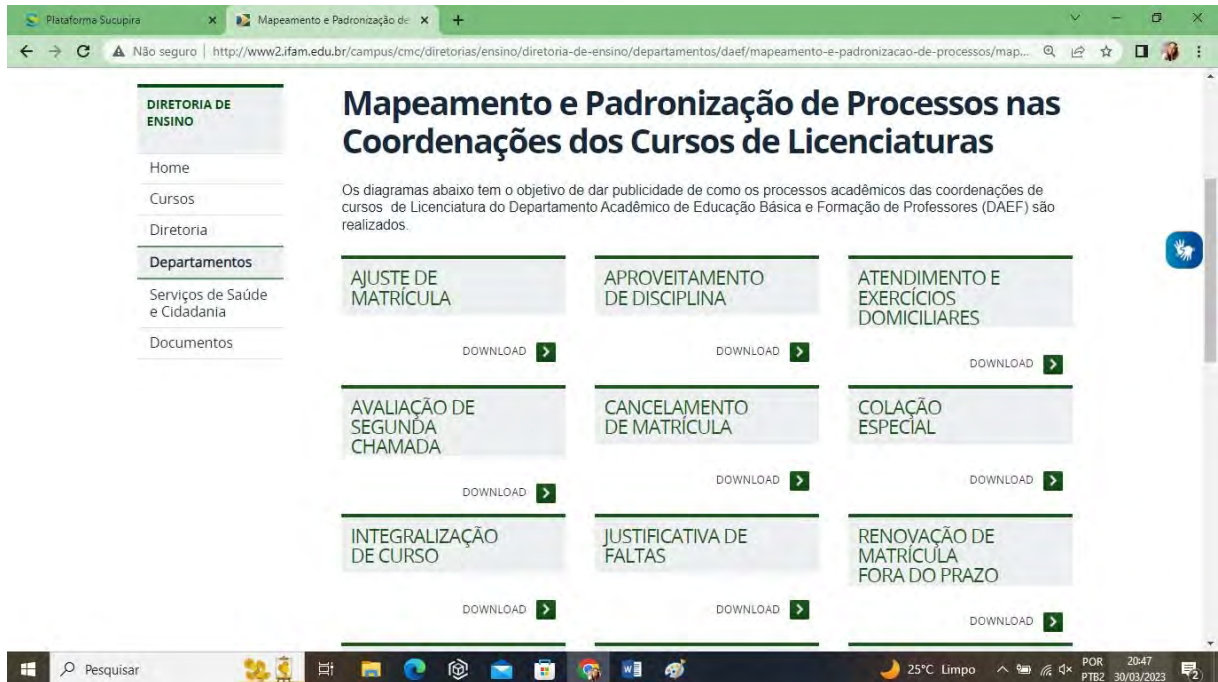 Plataforma Sucupira
Mapeamento e Padronização de
Não seguro
http://www2.ifam.edu.br/campus/cmc/diretorias/ensino/diretoria-de-ensino/departamentos/daef/mapeamento-e-padronizacao-de-processos/map...
DIRETORIA DE
ENSINO
Home
Cursos
Diretoria
Departamentos
Serviços de Saúde
e Cidadania
Documentos
Mapeamento e Padronização de Processos nas
Coordenações dos Cursos de Licenciaturas
Os diagramas abaixo tem o objetivo de dar publicidade de como os processos acadêmicos das coordenações de
cursos de Licenciatura do Departamento Acadêmico de Educação Básica e Formação de Professores (DAEF) são
realizados.
AJUSTE DE
MATRÍCULA
DOWNLOAD
APROVEITAMENTO
DE DISCIPLINA
DOWNLOAD
ATENDIMENTO E
EXERCÍCIOS
DOMICILIARES
DOWNLOAD
AVALIAÇÃO DE
SEGUNDA
CHAMADA
DOWNLOAD
CANCELAMENTO
DE MATRÍCULA
DOWNLOAD
COLAÇÃO
ESPECIAL
DOWNLOAD
INTEGRALIZAÇÃO
DE CURSO
DOWNLOAD
JUSTIFICATIVA DE
FALTAS
DOWNLOAD
RENOVAÇÃO DE
MATRÍCULA
FORA DO PRAZO
DOWNLOAD
Pesquisar
25°C Limpo
POR
PTB2
20:47
30/03/2023
2